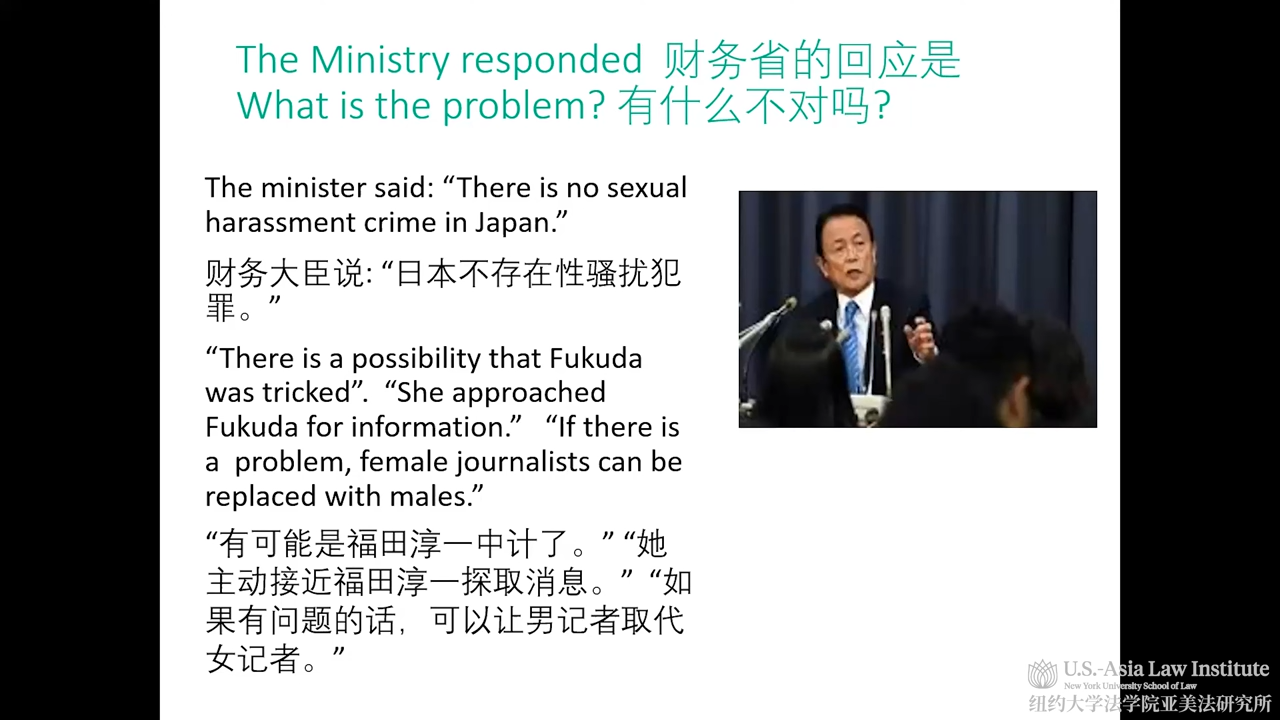 The Ministry responded 财务省的回应是
What is the problem? 有什么不对吗?
The minister said: “There is no sexual
harassment crime in Japan.”
财务大臣说: “日本不存在性骚扰犯
罪。”
“There is a possibility that Fukuda
was tricked”. “She approached
Fukuda for information.” “If there is
a problem, female journalists can be
replaced with males.”
“有可能是福田淳一中计了。” “她
主动接近福田淳一探取消息。” “如
果有问题的话，可以让男记者取代
女记者。”
U.S.-Asia Law Institute
New York University School of Law
纽约大学法学院亚美法研究所